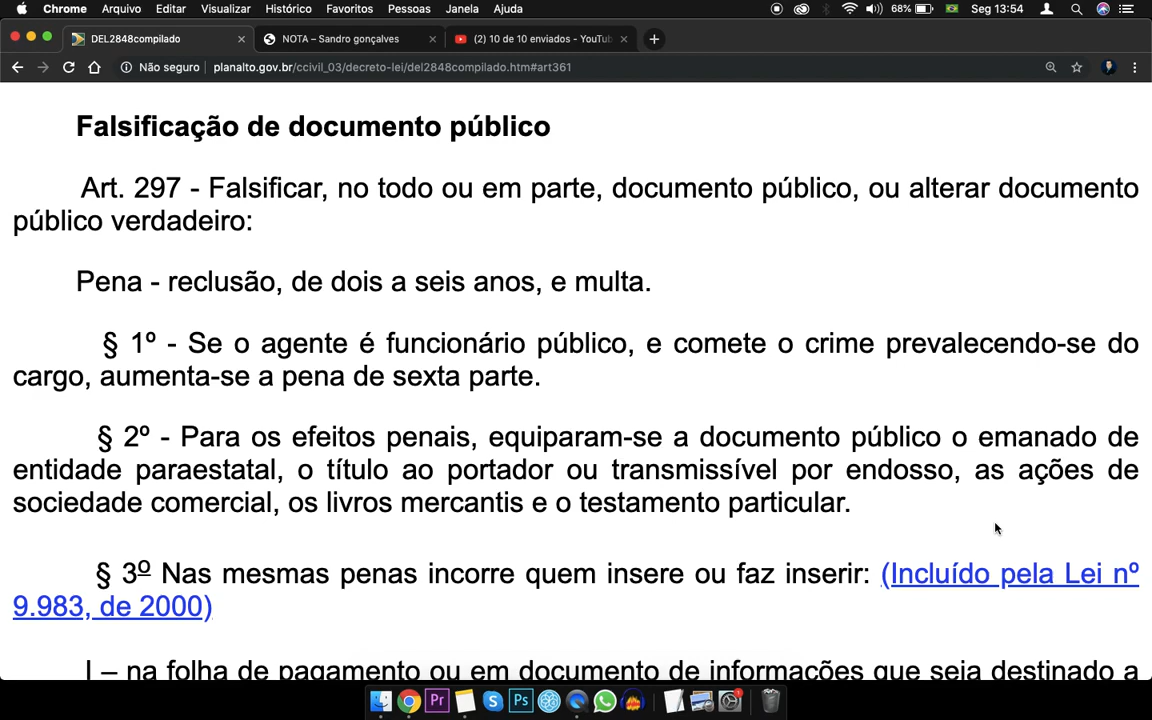 Chrome Arquivo Editar Visualizar Histórico Favoritos Pessoas Janela Ajuda 68% Seg 13:54
DEL2848compilado NOTA – Sandro gonçalves (2) 10 de 10 enviados - YouTub
Não seguro planalto.gov.br/ccivil_03/decreto-lei/del2848compilado.htm#art361
Falsificação de documento público
Art. 297 - Falsificar, no todo ou em parte, documento público, ou alterar documento
público verdadeiro:
Pena - reclusão, de dois a seis anos, e multa.
§ 1º - Se o agente é funcionário público, e comete o crime prevalecendo-se do
cargo, aumenta-se a pena de sexta parte.
§ 2º - Para os efeitos penais, equiparam-se a documento público o emanado de
entidade paraestatal, o título ao portador ou transmissível por endosso, as ações de
sociedade comercial, os livros mercantis e o testamento particular.
§ 3º Nas mesmas penas incorre quem insere ou faz inserir: (Incluído pela Lei nº
9.983, de 2000)
I – na folha de pagamento ou em documento de informações que seja destinado a
Pr Ps